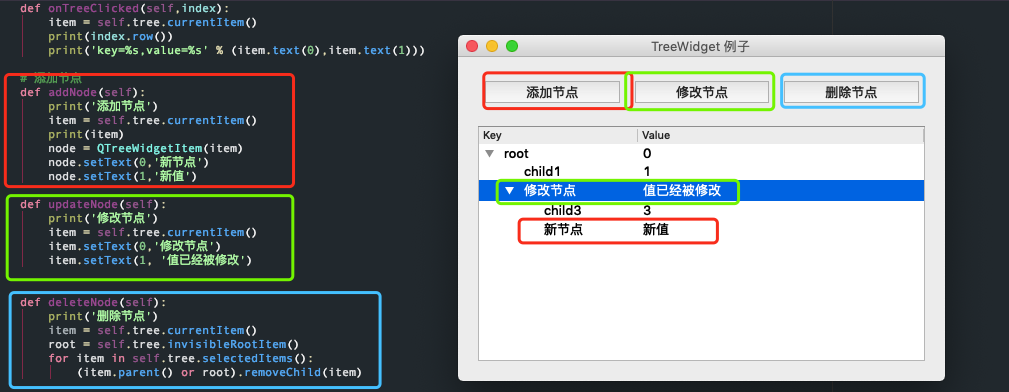 def onTreeClicked(self,index):
    item = self.tree.currentItem()
    print(index.row())
    print('key=%s,value=%s' % (item.text(0),item.text(1)))
# 添加节点
def addNode(self):
    print('添加节点')
    item = self.tree.currentItem()
    print(item)
    node = QTreeWidgetItem(item)
    node.setText(0,'新节点')
    node.setText(1,'新值')
def updateNode(self):
    print('修改节点')
    item = self.tree.currentItem()
    item.setText(0,'修改节点')
    item.setText(1, '值已经被修改')
def deleteNode(self):
    print('删除节点')
    item = self.tree.currentItem()
    root = self.tree.invisibleRootItem()
    for item in self.tree.selectedItems():
        (item.parent() or root).removeChild(item)
TreeWidget 例子
添加节点 修改节点 删除节点
Key Value
root 0
child1 1
修改节点 值已经被修改
child3 3
新节点 新值